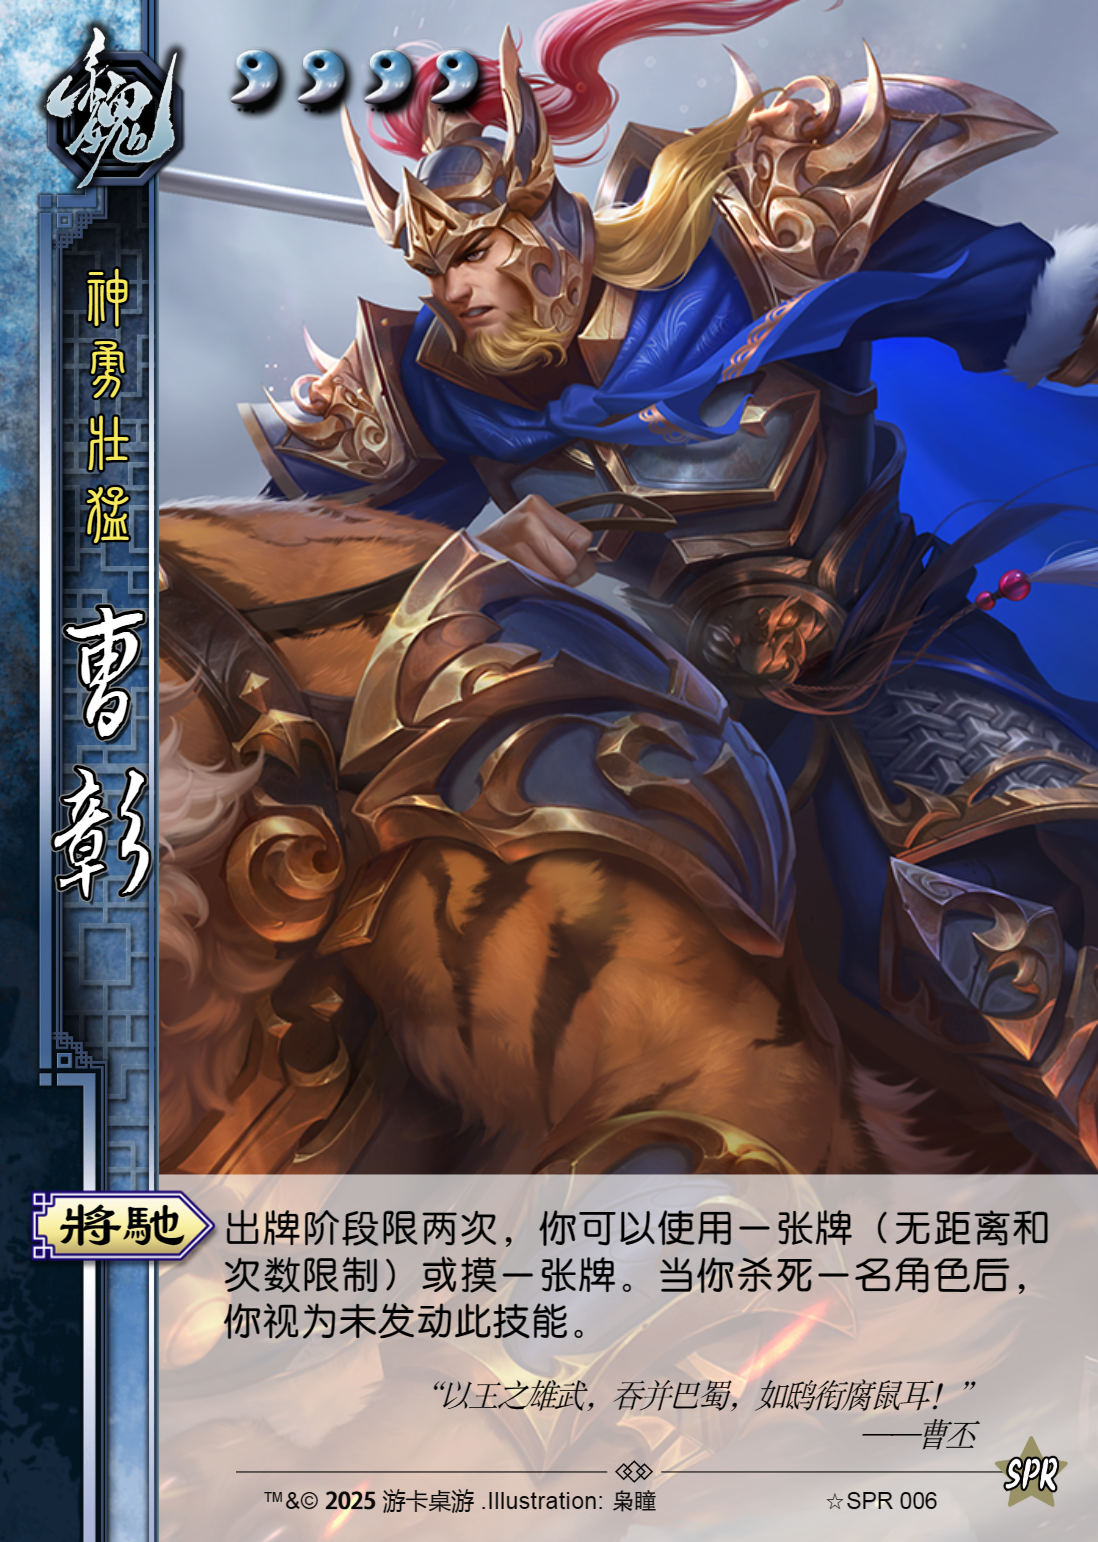 魏
神勇壯猛
曹彰
將馳
出牌阶段限两次，你可以使用一张牌（无距离和
次数限制）或摸一张牌。当你杀死一名角色后，
你视为未发动此技能。
“以王之雄武，吞并巴蜀，如鸱衔腐鼠耳！”
——曹丕
™&© 2025 游卡桌游 .Illustration: 枭瞳
☆SPR 006
SPR